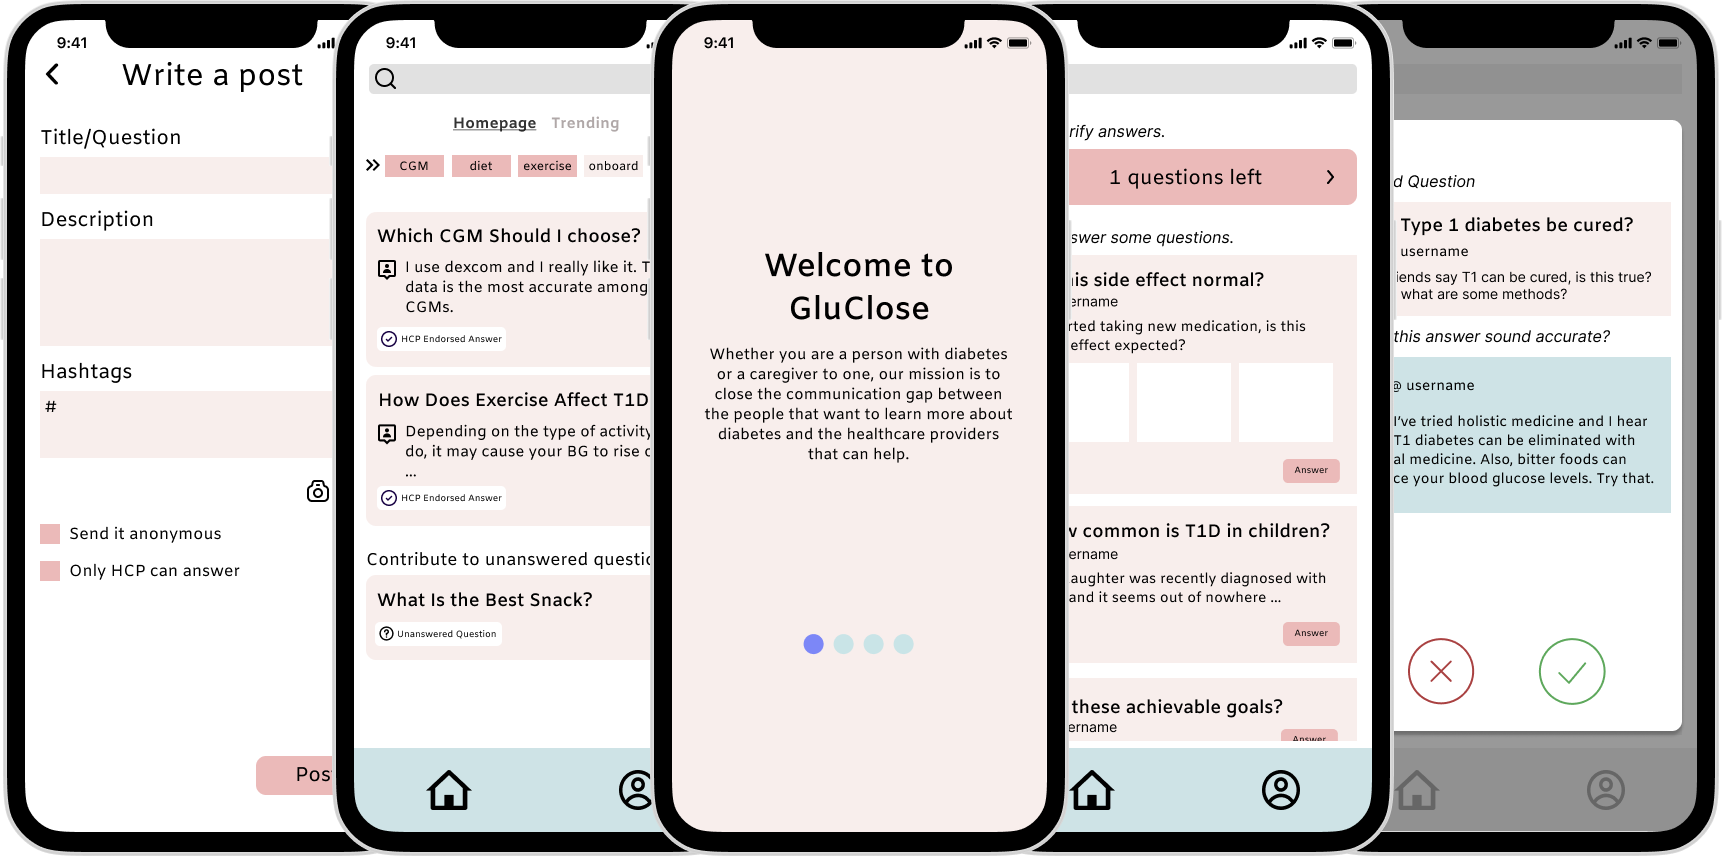 9:41
Write a post
Title/Question
Description
Hashtags
#
Send it anonymous
Only HCP can answer
Pos
9:41
Homepage Trending
CGM diet exercise onboard
Which CGM Should I choose?
I use dexcom and I really like it. T
data is the most accurate among
CGMs.
HCP Endorsed Answer
How Does Exercise Affect T1D
Depending on the type of activity
do, it may cause your BG to rise
...
HCP Endorsed Answer
Contribute to unanswered questi
What Is the Best Snack?
Unanswered Question
9:41
Welcome to
GluClose
Whether you are a person with diabetes
or a caregiver to one, our mission is to
close the communication gap between
the people that want to learn more about
diabetes and the healthcare providers
that can help.
rify answers.
1 questions left
swer some questions.
is side effect normal?
ername
rted taking new medication, is this
effect expected?
Answer
w common is T1D in children?
ername
aughter was recently diagnosed with
and it seems out of nowhere ...
Answer
these achievable goals?
ername
Answer
d Question
Type 1 diabetes be cured?
username
iends say T1 can be cured, is this true?
what are some methods?
this answer sound accurate?
@ username
I've tried holistic medicine and I hear
T1 diabetes can be eliminated with
al medicine. Also, bitter foods can
ce your blood glucose levels. Try that.